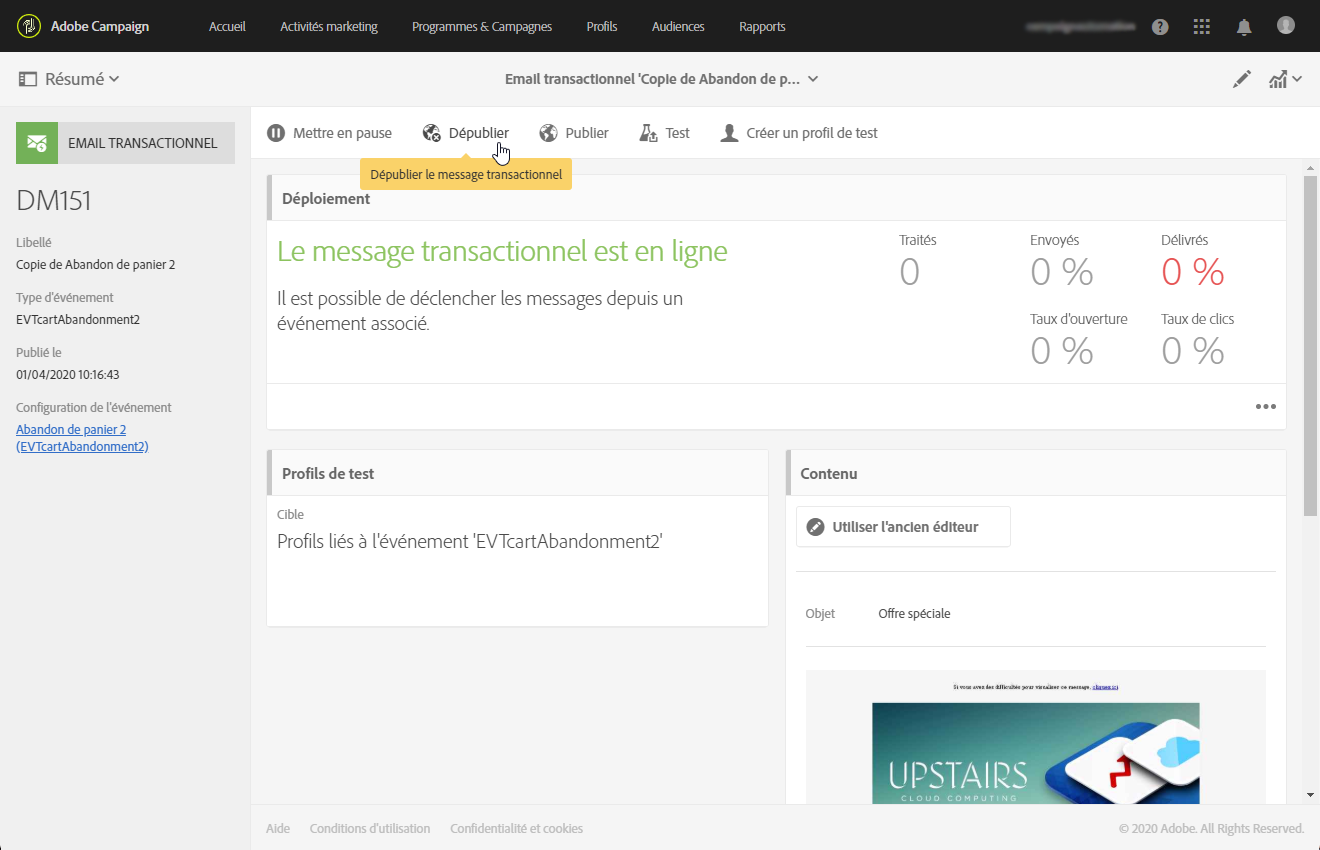 Adobe Campaign
Accueil
Activités marketing
Programmes & Campagnes
Profils
Audiences
Rapports
Résumé
Email transactionnel 'Copie de Abandon de p...
EMAIL TRANSACTIONNEL
DM151
Libellé
Copie de Abandon de panier 2
Type d'événement
EVTcartAbandonment2
Publié le
01/04/2020 10:16:43
Configuration de l'événement
Abandon de panier 2
(EVTcartAbandonment2)
Mettre en pause
Dépublier
Publier
Test
Créer un profil de test
Dépublier le message transactionnel
Déploiement
Le message transactionnel est en ligne
Il est possible de déclencher les messages depuis un
événement associé.
Traités
0
Envoyés
0 %
Délivrés
0 %
Taux d'ouverture
0 %
Taux de clics
0 %
Profils de test
Cible
Profils liés à l'événement 'EVTcartAbandonment2'
Contenu
Utiliser l'ancien éditeur
Objet
Offre spéciale
Si vous avez des difficultés pour visualiser ce message, cliquez ici
UPSTAIRS
CLOUD COMPUTING
Aide
Conditions d'utilisation
Confidentialité et cookies
© 2020 Adobe. All Rights Reserved.